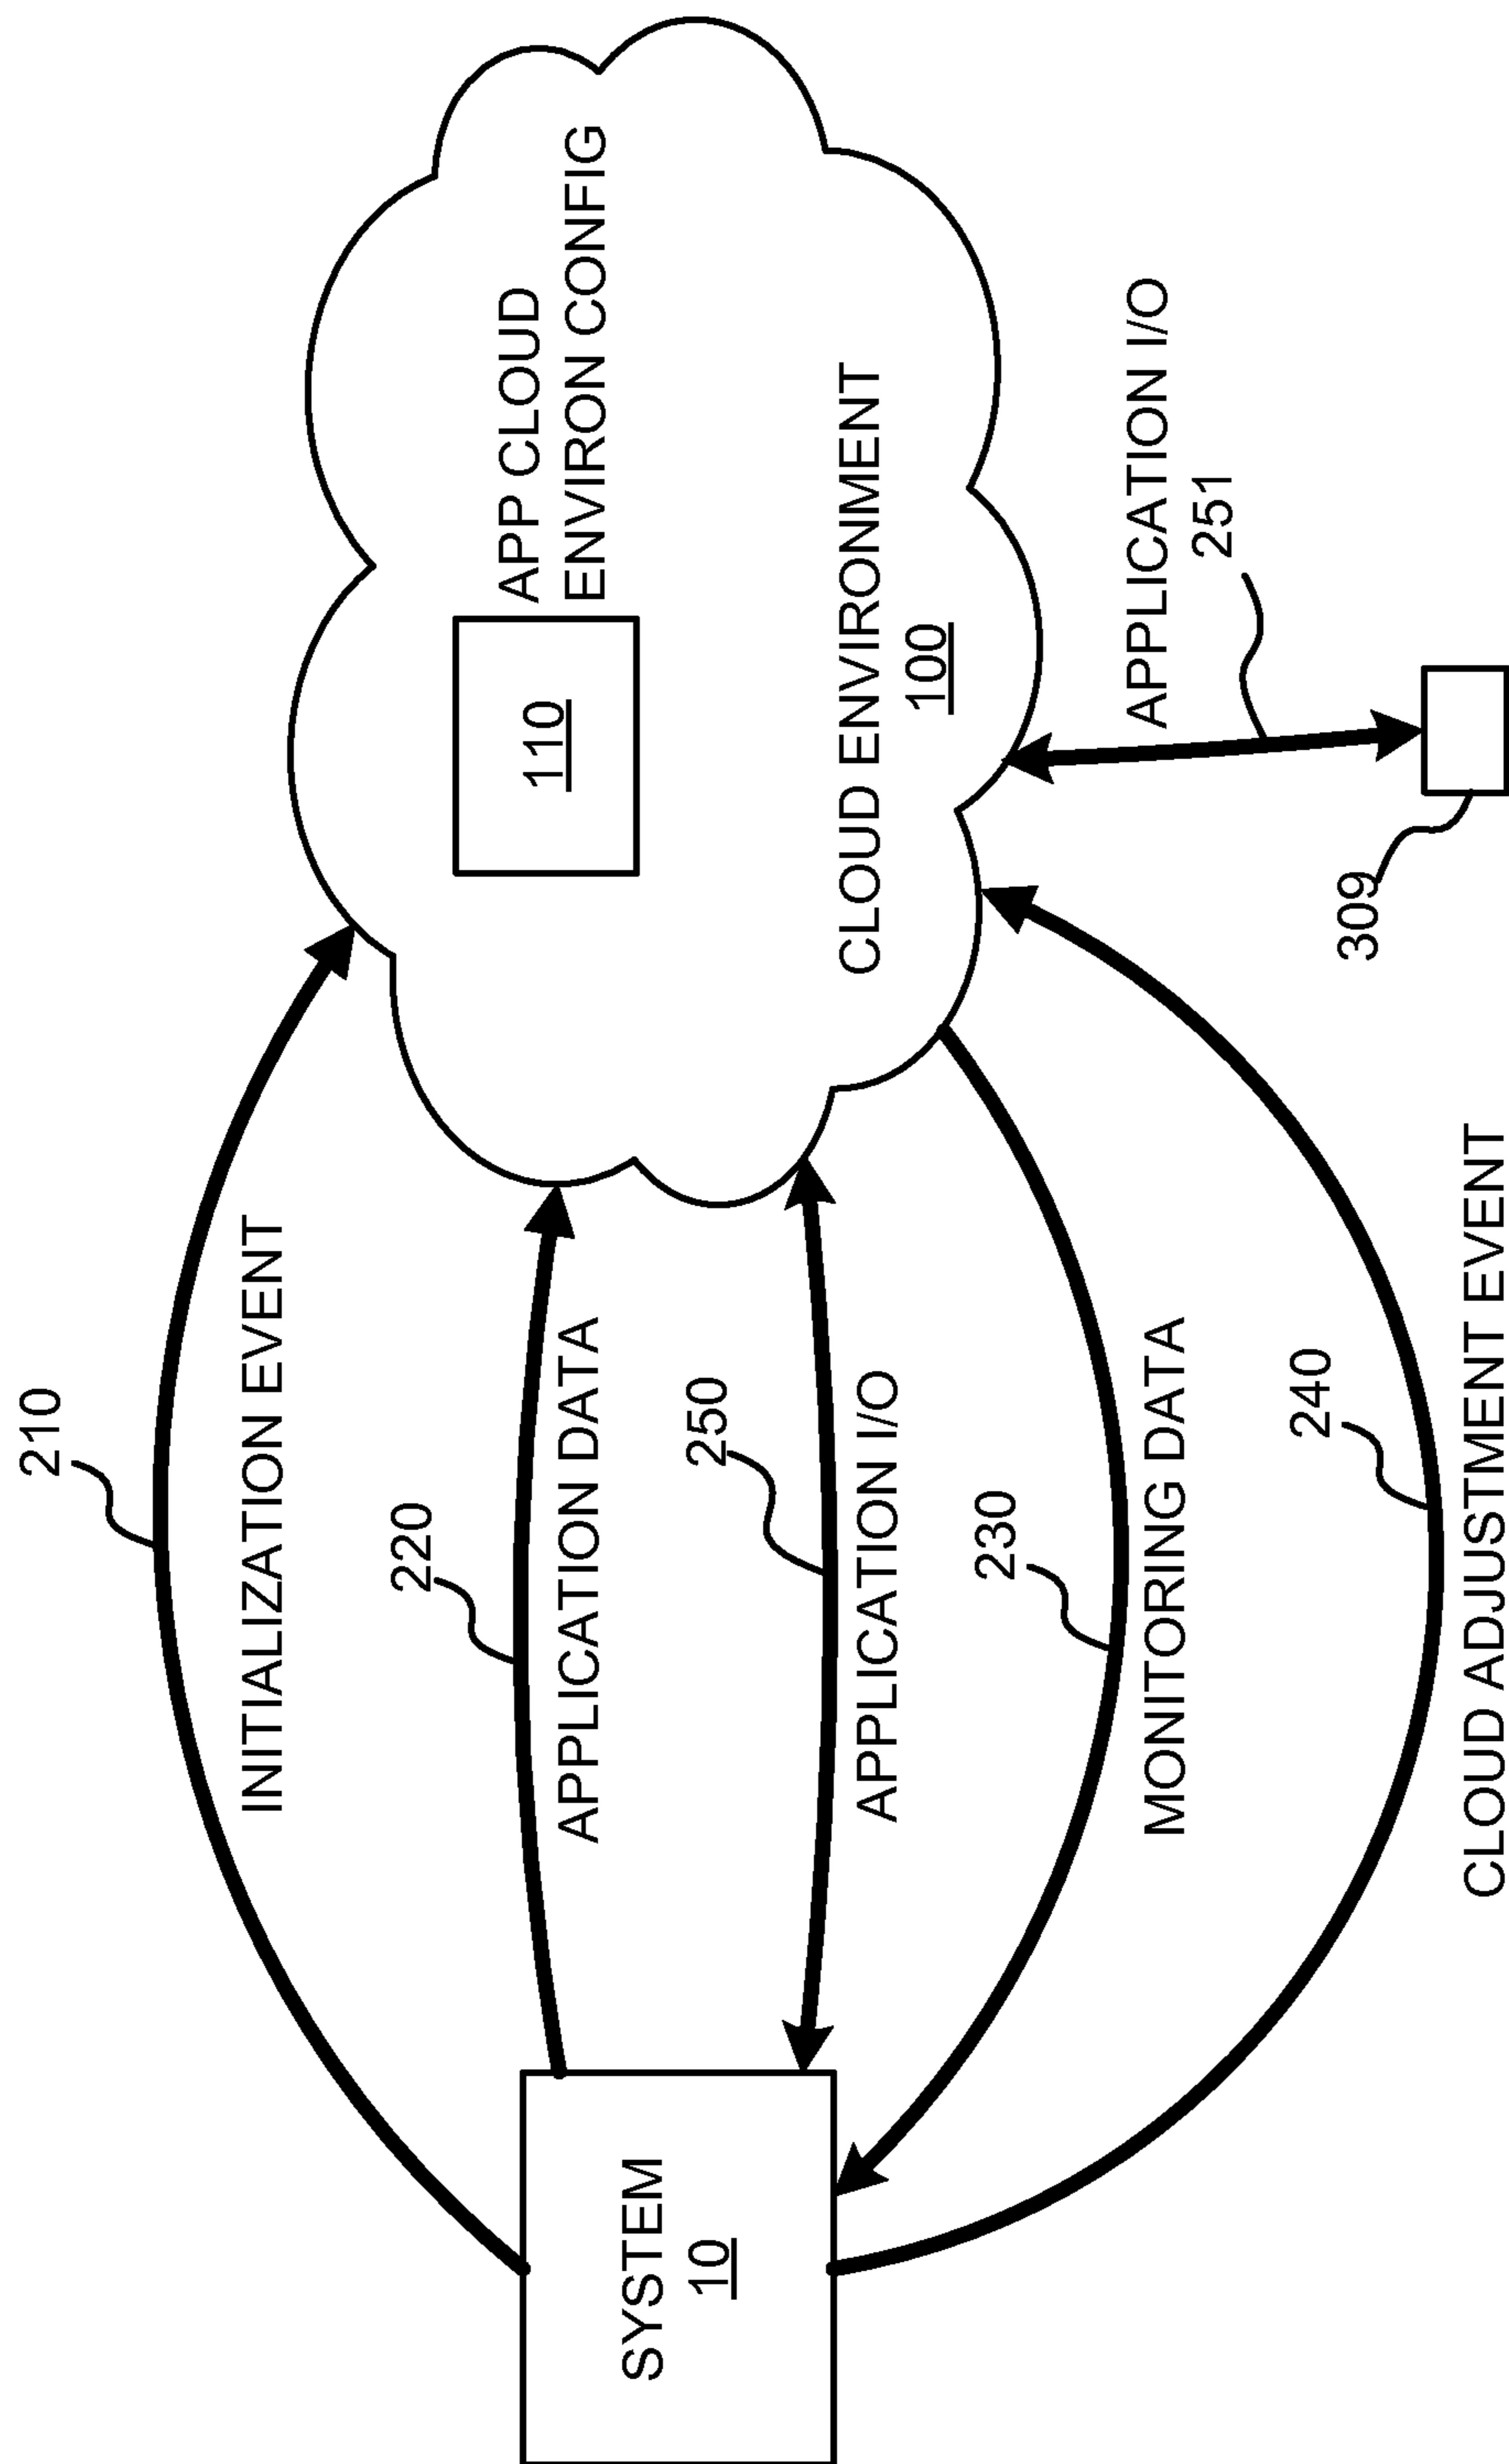 210
INITIALIZATION EVENT
220
APPLICATION DATA
250
APPLICATION I/O
230
MONITORING DATA
240
CLOUD ADJUSTMENT EVENT
SYSTEM
10
110
APP CLOUD
ENVIRON CONFIG
CLOUD ENVIRONMENT
100
APPLICATION I/O
251
309